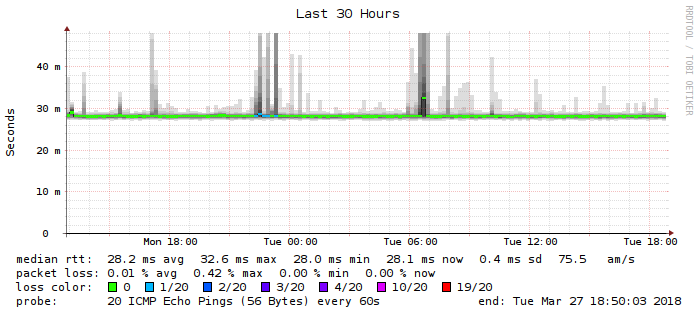 Last 30 Hours
RRDTOOL / TOBI OETIKER
Seconds
40 m
30 m
20 m
10 m
0
Mon 18:00 Tue 00:00 Tue 06:00 Tue 12:00 Tue 18:00
median rtt: 28.2 ms avg 32.6 ms max 28.0 ms min 28.1 ms now 0.4 ms sd 75.5 am/s
packet loss: 0.01 % avg 0.42 % max 0.00 % min 0.00 % now
loss color: 0 1/20 2/20 3/20 4/20 10/20 19/20
probe: 20 ICMP Echo Pings (56 Bytes) every 60s end: Tue Mar 27 18:50:03 2018